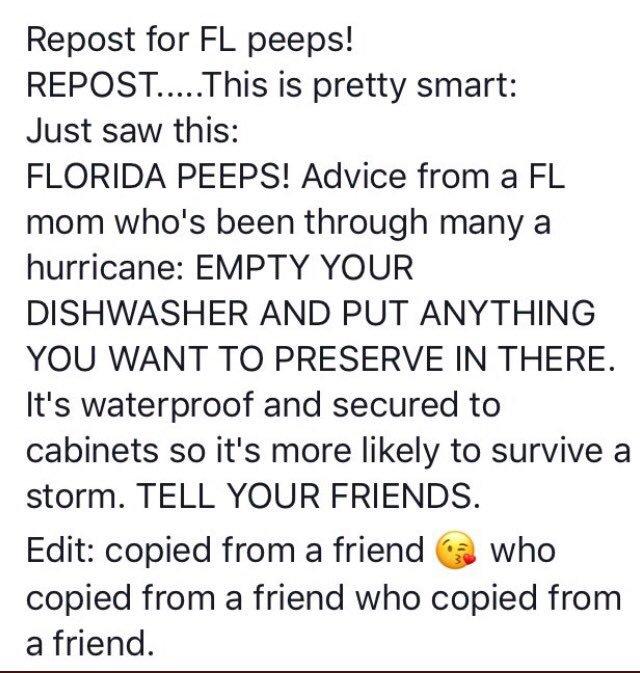 Repost for FL peeps!
REPOST.....This is pretty smart:
Just saw this:
FLORIDA PEEPS! Advice from a FL
mom who's been through many a
hurricane: EMPTY YOUR
DISHWASHER AND PUT ANYTHING
YOU WANT TO PRESERVE IN THERE.
It's waterproof and secured to
cabinets so it's more likely to survive a
storm. TELL YOUR FRIENDS.
Edit: copied from a friend 😘 who
copied from a friend who copied from
a friend.